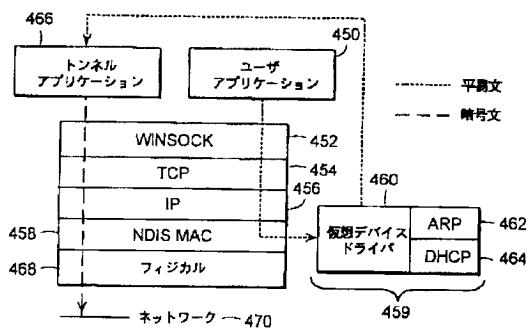 466
トンネル
アプリケーション
450
ユーザ
アプリケーション
平易文
暗号文
WINSOCK
452
TCP
454
IP
456
458
NDIS MAC
468
フィジカル
460
仮想デバイス
ドライバ
ARP
462
DHCP
464
459
ネットワーク
470